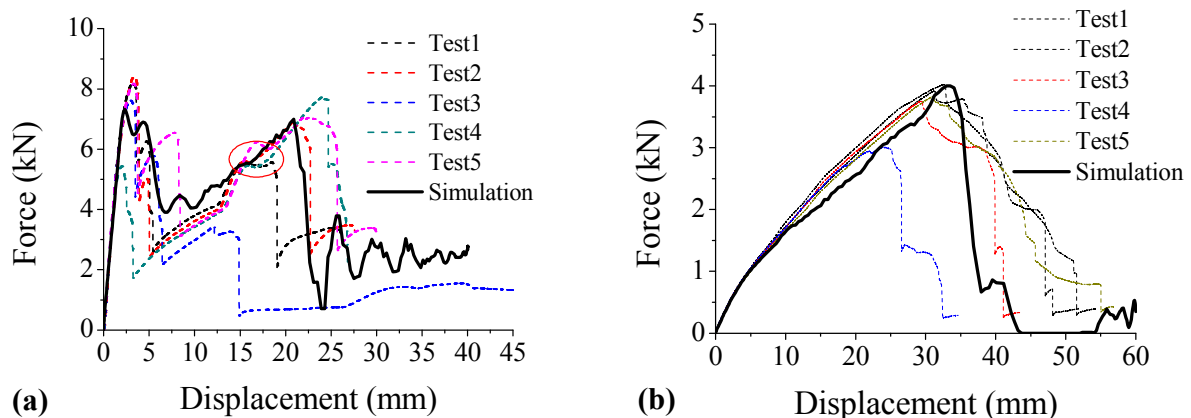 10
8
6
4
2
0
0 5 10 15 20 25 30 35 40 45
Force (kN)
Displacement (mm)
Test1
Test2
Test3
Test4
Test5
Simulation
(a)
5
4
3
2
1
0
0 10 20 30 40 50 60
Force (kN)
Displacement (mm)
Test1
Test2
Test3
Test4
Test5
Simulation
(b)